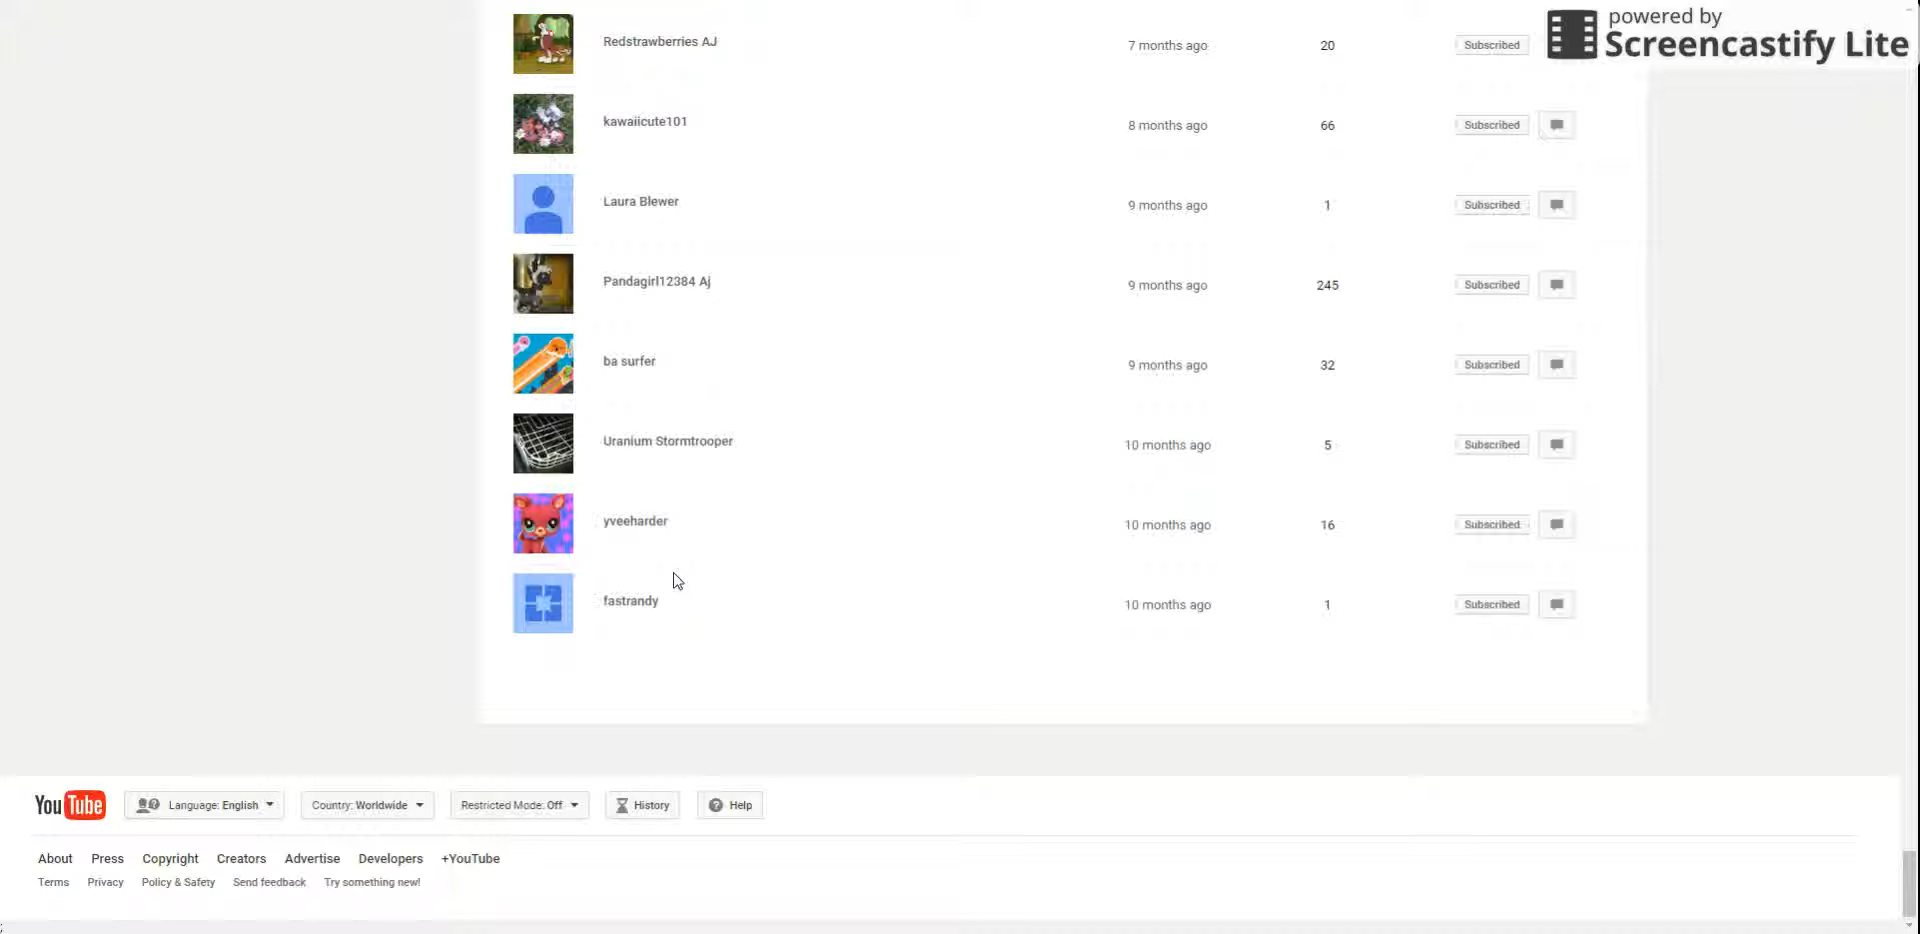 powered by
Screencastify Lite
Redstrawberries AJ 7 months ago 20 Subscribed
kawaiicute101 8 months ago 66 Subscribed
Laura Blewer 9 months ago 1 Subscribed
Pandagirl12384 Aj 9 months ago 245 Subscribed
ba surfer 9 months ago 32 Subscribed
Uranium Stormtrooper 10 months ago 5 Subscribed
yveeharder 10 months ago 16 Subscribed
fastrandy 10 months ago 1 Subscribed
YouTube Language: English Country: Worldwide Restricted Mode: Off History Help
About Press Copyright Creators Advertise Developers +YouTube
Terms Privacy Policy & Safety Send feedback Try something new!